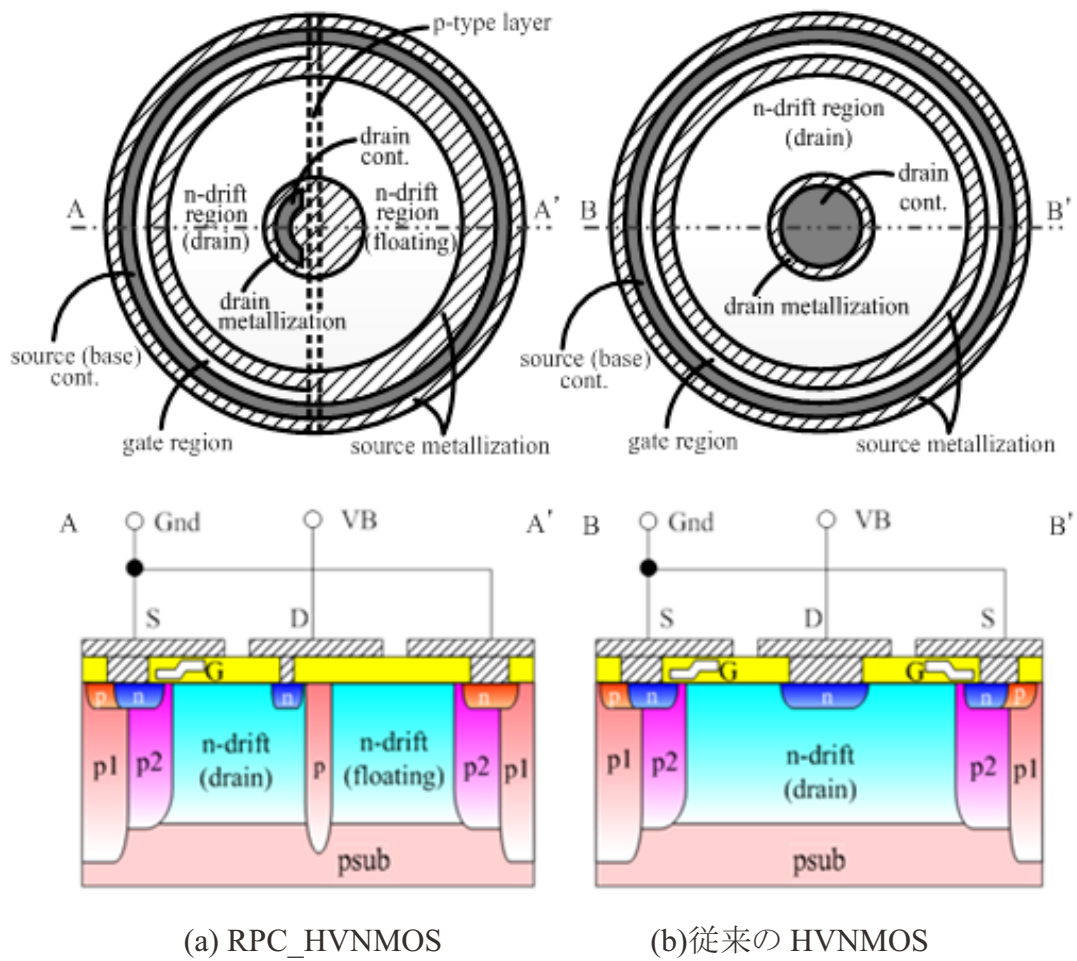 p-type layer
drain
cont.
n-drift
region
(drain)
n-drift
region
(floating)
A
A'
drain
metallization
source (base)
cont.
gate region
source metallization
n-drift region
(drain)
drain
cont.
B
B'
drain metallization
source (base)
cont.
gate region
source metallization
A
Gnd
VB
A'
S
D
G
p
n
n
n
p1
p2
n-drift
(drain)
p
n-drift
(floating)
p2
p1
psub
B
Gnd
VB
B'
S
D
S
G
G
p
n
n
n
p
p1
p2
n-drift
(drain)
p2
p1
psub
(a) RPC_HVNMOS
(b)従来の HVNMOS